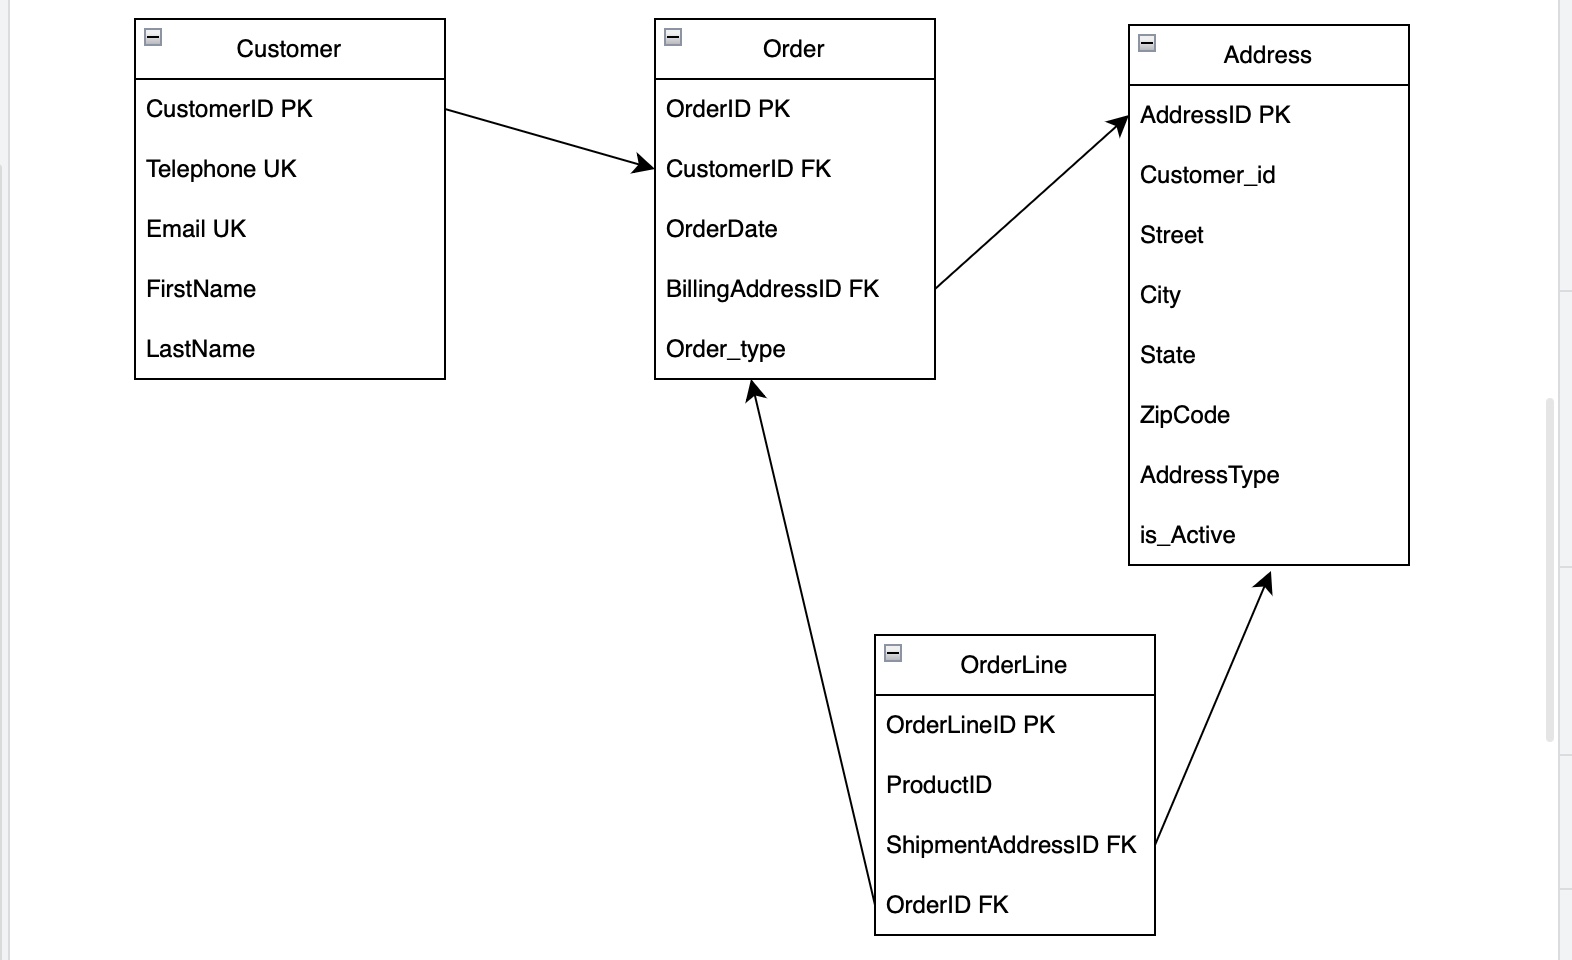 Customer
CustomerID PK
Telephone UK
Email UK
FirstName
LastName
Order
OrderID PK
CustomerID FK
OrderDate
BillingAddressID FK
Order_type
Address
AddressID PK
Customer_id
Street
City
State
ZipCode
AddressType
is_Active
OrderLine
OrderLineID PK
ProductID
ShipmentAddressID FK
OrderID FK